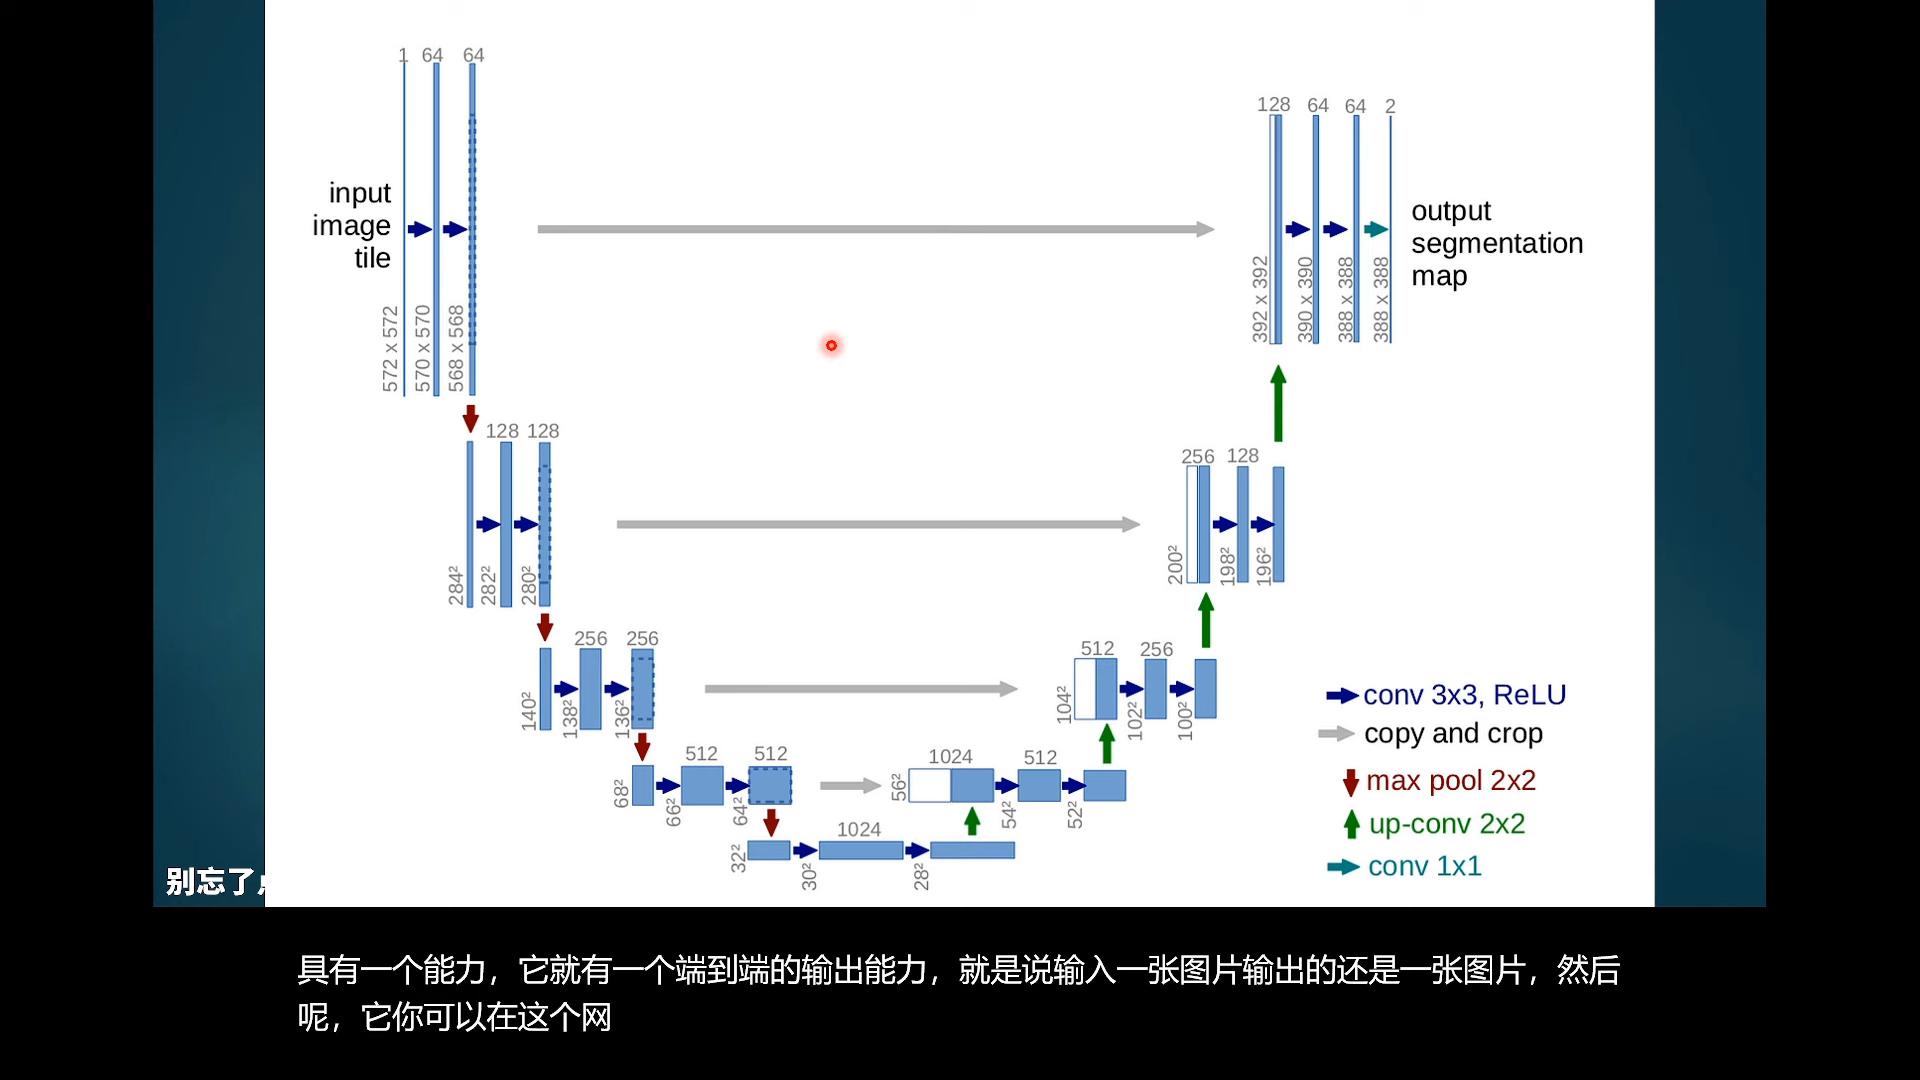 1 64 64
128 64 64 2
input
image
tile
output
segmentation
map
572 x 572
570 x 570
568 x 568
392 x 392
390 x 390
388 x 388
388 x 388
128 128
256 128
284²
282²
280²
200²
198²
196²
256 256
512 256
140²
138²
136²
104²
102²
100²
conv 3x3, ReLU
copy and crop
max pool 2x2
up-conv 2x2
conv 1x1
512 512
1024 512
68²
66²
64²
56²
54²
52²
1024
32²
30²
28²
别忘了
具有一个能力，它就有一个端到端的输出能力，就是说输入一张图片输出的还是一张图片，然后
呢，它你可以在这个网